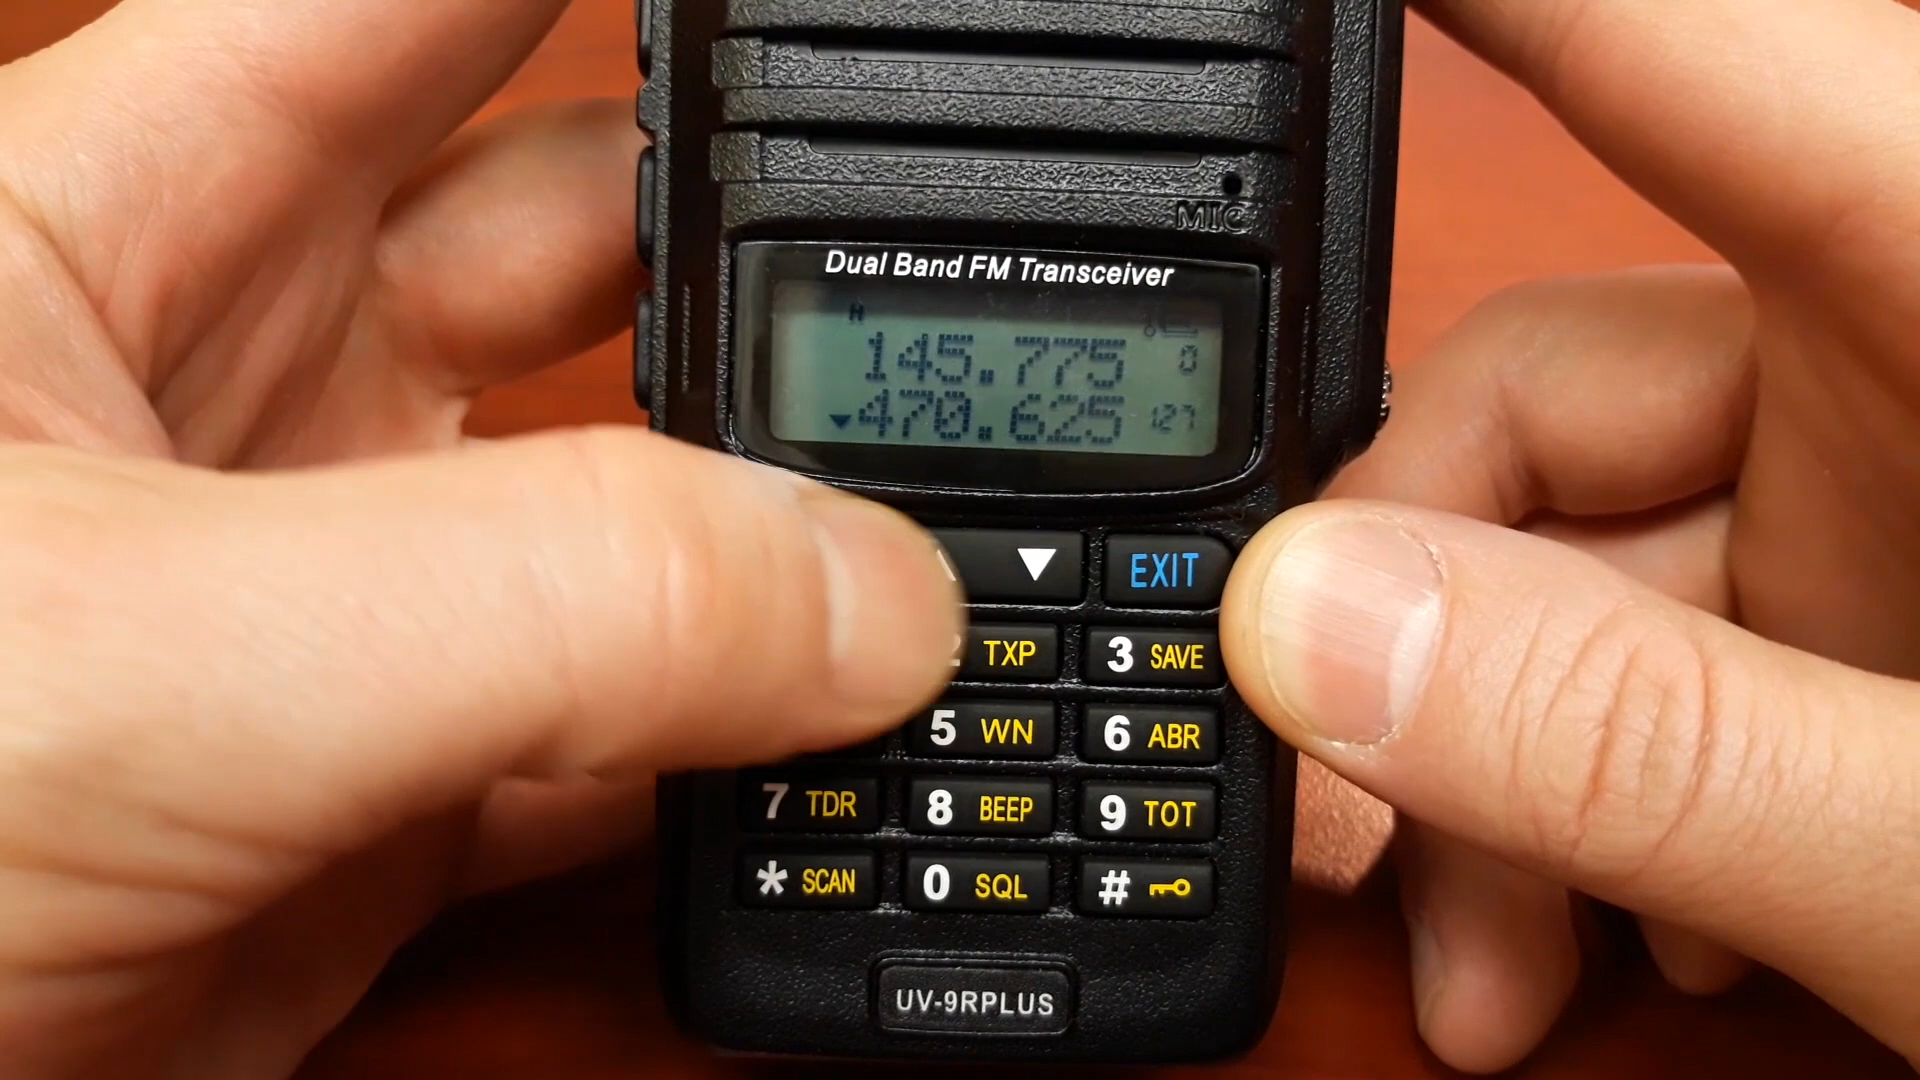 MIC
Dual Band FM Transceiver
H
145.775 0
470.625 127
EXIT
TXP 3 SAVE
5 WN 6 ABR
7 TDR 8 BEEP 9 TOT
* SCAN 0 SQL #
UV-9RPLUS